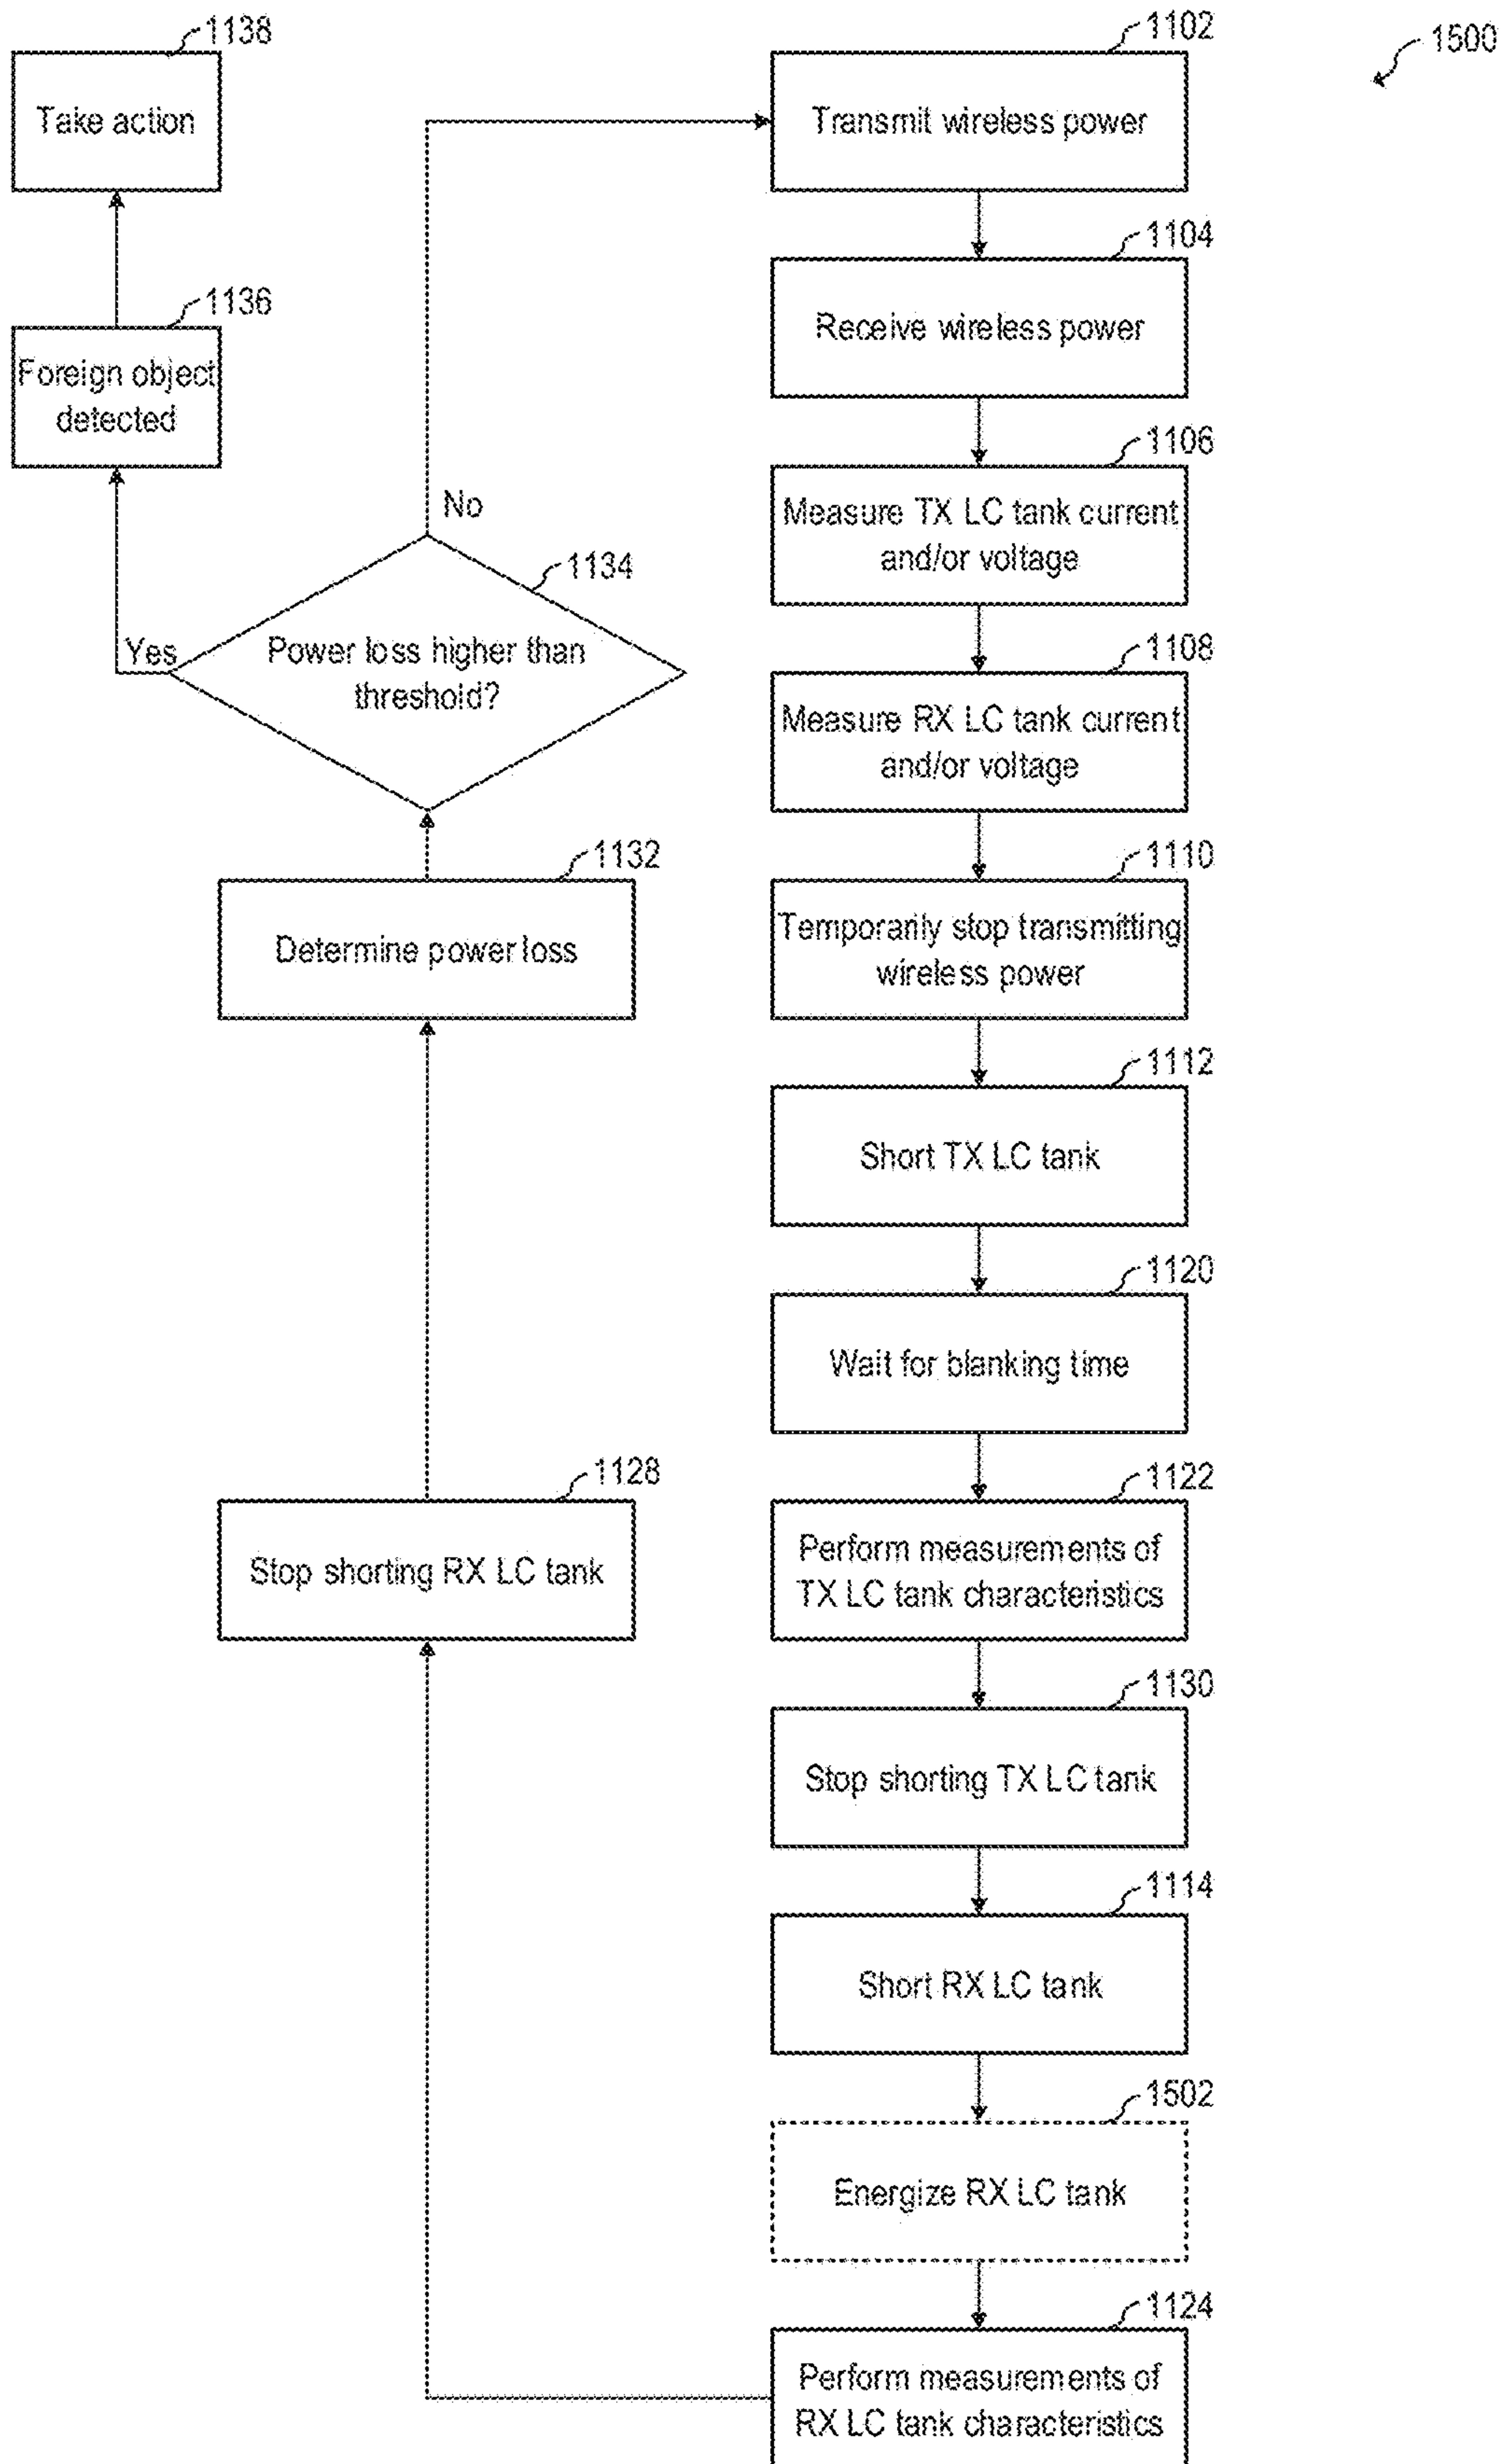 1500
1102
Transmit wireless power
1104
Receive wireless power
1106
Measure TX LC tank current
and/or voltage
1108
Measure RX LC tank current
and/or voltage
1110
Temporarily stop transmitting
wireless power
1112
Short TX LC tank
1120
Wait for blanking time
1122
Perform measurements of
TX LC tank characteristics
1130
Stop shorting TX LC tank
1114
Short RX LC tank
1502
Energize RX LC tank
1124
Perform measurements of
RX LC tank characteristics
1128
Stop shorting RX LC tank
1132
Determine power loss
1134
Power loss higher than
threshold?
No
Yes
1136
Foreign object
detected
1138
Take action